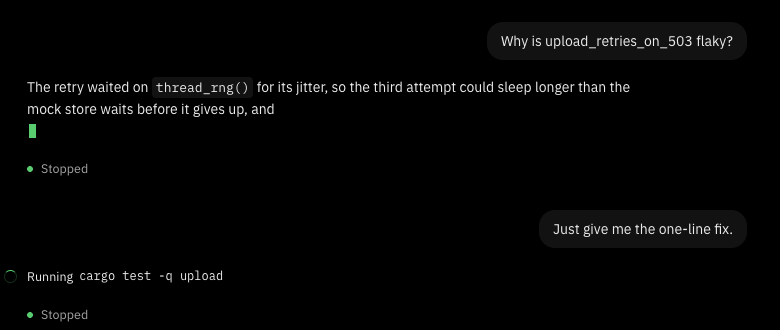 Why is upload_retries_on_503 flaky?
The retry waited on thread_rng() for its jitter, so the third attempt could sleep longer than the
mock store waits before it gives up, and
Stopped
Just give me the one-line fix.
Running cargo test -q upload
Stopped